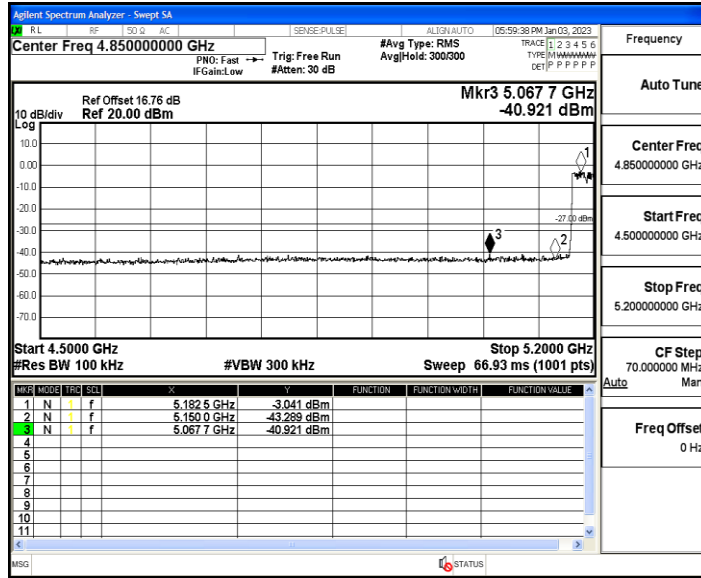 Agilent Spectrum Analyzer - Swept SA
RL RF 50 Ω AC SENSE:PULSE ALIGN AUTO 05:59:38 PM Jan 03, 2023
Center Freq 4.850000000 GHz
PNO: Fast
IFGain:Low
Trig: Free Run
#Atten: 30 dB
#Avg Type: RMS
Avg|Hold: 300/300
TRACE 1 2 3 4 5 6
TYPE MWWWWW
DET P P P P P P
Ref Offset 16.76 dB
10 dB/div Ref 20.00 dBm
Log
Mkr3 5.067 7 GHz
-40.921 dBm
10.0
0.00
-10.0
-20.0
-30.0
-40.0
-50.0
-60.0
-70.0
1
-27.00 dBm
3
2
Start 4.5000 GHz Stop 5.2000 GHz
#Res BW 100 kHz #VBW 300 kHz Sweep 66.93 ms (1001 pts)
MKR MODE TRC SCL X Y FUNCTION FUNCTION WIDTH FUNCTION VALUE
1 N 1 f 5.182 5 GHz -3.041 dBm
2 N 1 f 5.150 0 GHz -43.289 dBm
3 N 1 f 5.067 7 GHz -40.921 dBm
4
5
6
7
8
9
10
11
MSG STATUS
Frequency
Auto Tune
Center Freq
4.850000000 GHz
Start Freq
4.500000000 GHz
Stop Freq
5.200000000 GHz
CF Step
70.000000 MHz
Auto Man
Freq Offset
0 Hz